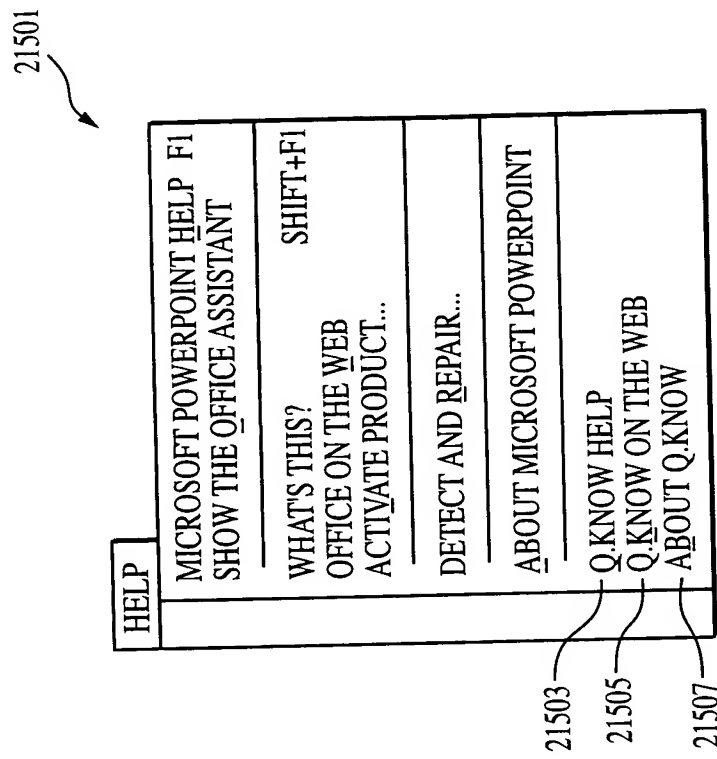 21501
HELP
MICROSOFT POWERPOINT HELP F1
SHOW THE OFFICE ASSISTANT
WHAT'S THIS? SHIFT+F1
OFFICE ON THE WEB
ACTIVATE PRODUCT...
DETECT AND REPAIR...
ABOUT MICROSOFT POWERPOINT
21503 Q.KNOW HELP
21505 Q.KNOW ON THE WEB
21507 ABOUT Q.KNOW